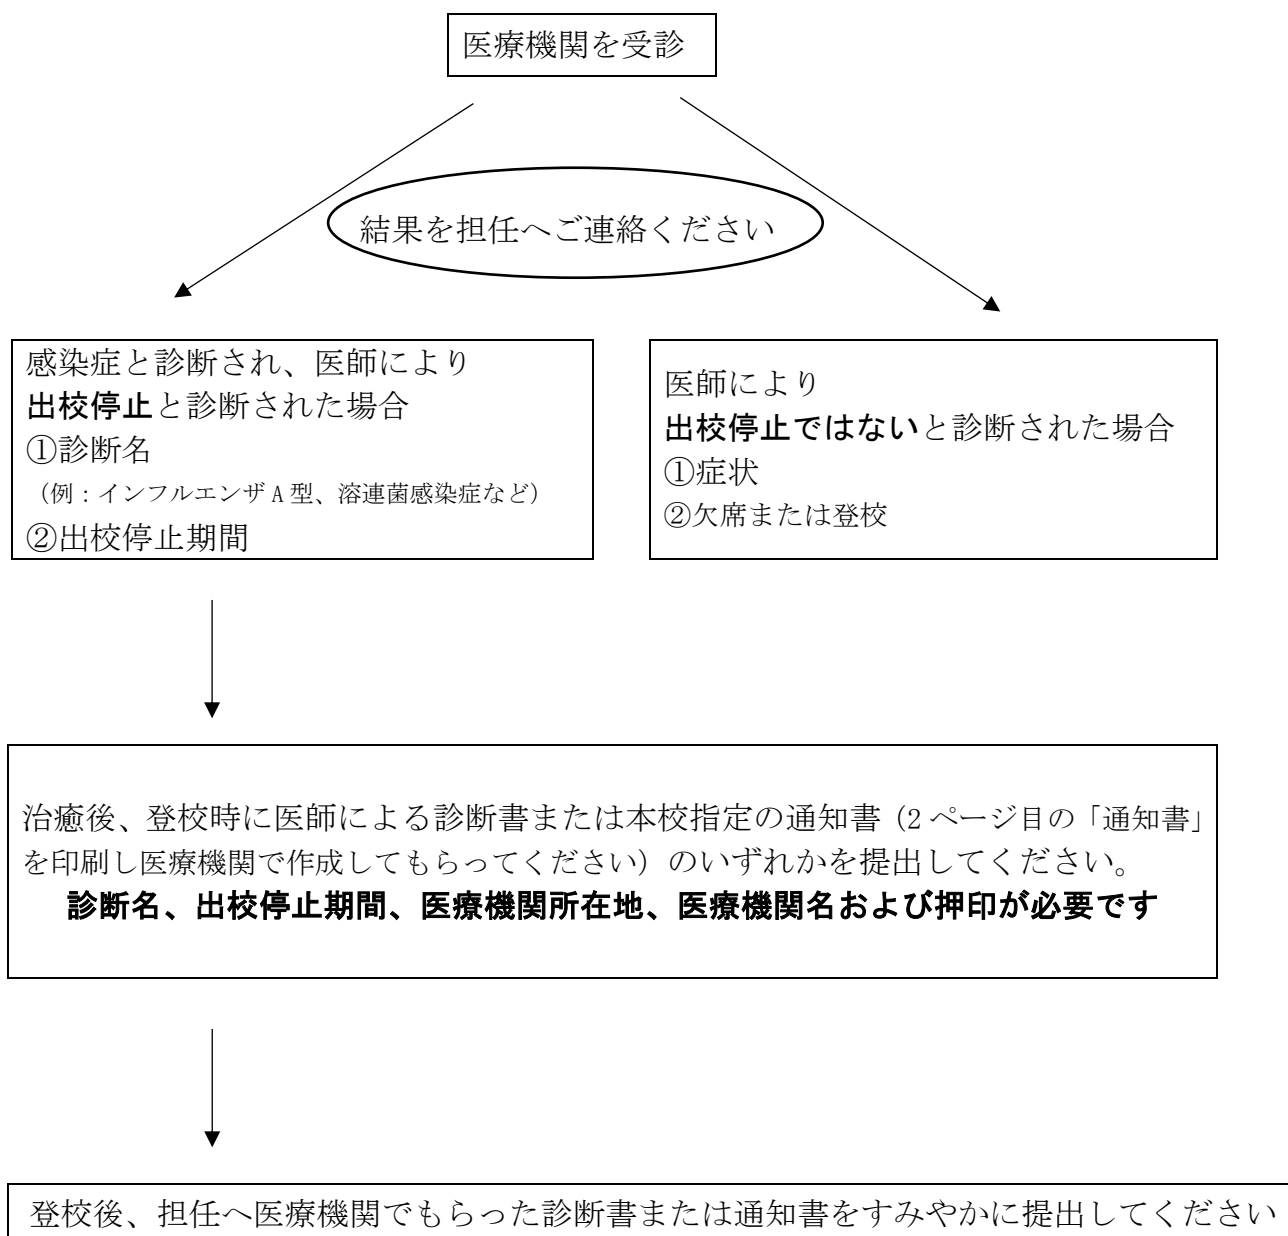 医療機関を受診
結果を担任へご連絡ください
感染症と診断され、医師により
出校停止と診断された場合
①診断名
（例：インフルエンザ A 型、溶連菌感染症など）
②出校停止期間
医師により
出校停止ではないと診断された場合
①症状
②欠席または登校
治癒後、登校時に医師による診断書または本校指定の通知書（2 ページ目の「通知書」
を印刷し医療機関で作成してもらってください）のいずれかを提出してください。
診断名、出校停止期間、医療機関所在地、医療機関名および押印が必要です
登校後、担任へ医療機関でもらった診断書または通知書をすみやかに提出してください